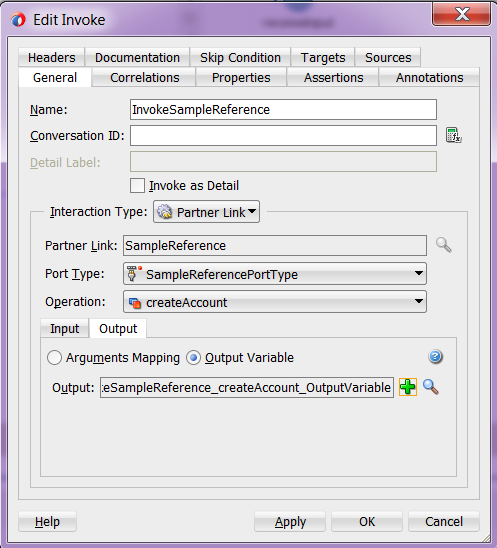 Edit Invoke
Headers Documentation Skip Condition Targets Sources
General Correlations Properties Assertions Annotations
Name: InvokeSampleReference
Conversation ID:
Detail Label:
Invoke as Detail
Interaction Type: Partner Link
Partner Link: SampleReference
Port Type: SampleReferencePortType
Operation: createAccount
Input Output
Arguments Mapping Output Variable
Output: eSampleReference_createAccount_OutputVariable
Help Apply OK Cancel